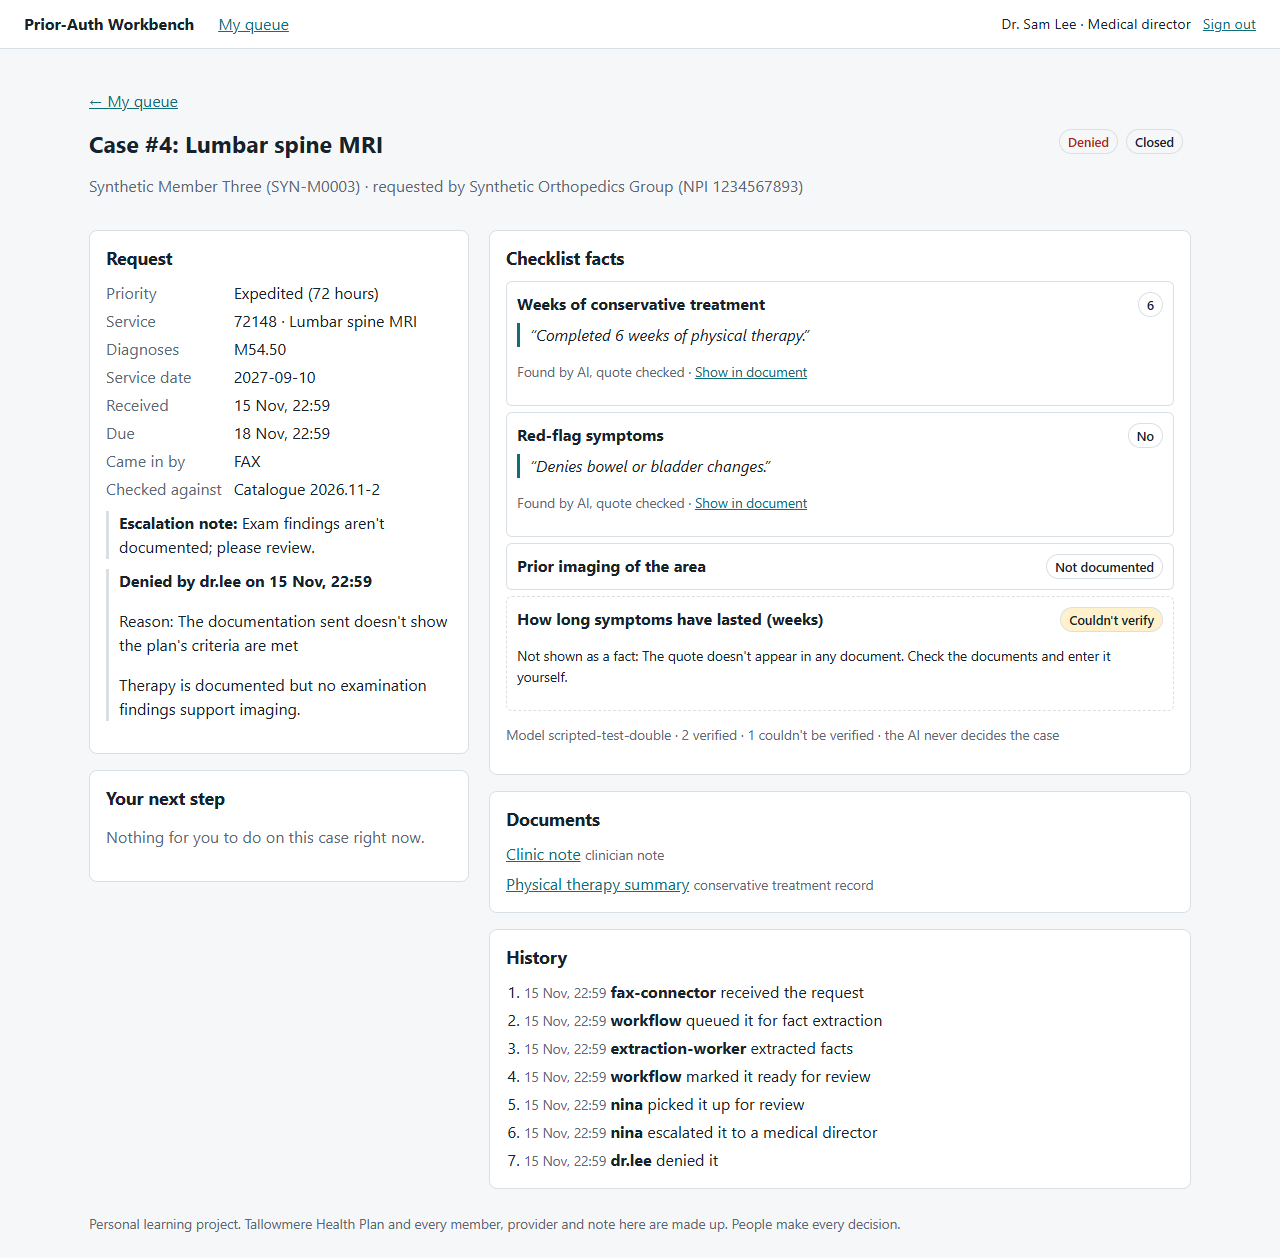 Prior-Auth Workbench My queue Dr. Sam Lee · Medical director Sign out
← My queue
Case #4: Lumbar spine MRI Denied Closed
Synthetic Member Three (SYN-M0003) · requested by Synthetic Orthopedics Group (NPI 1234567893)
Request
Priority Expedited (72 hours)
Service 72148 · Lumbar spine MRI
Diagnoses M54.50
Service date 2027-09-10
Received 15 Nov, 22:59
Due 18 Nov, 22:59
Came in by FAX
Checked against Catalogue 2026.11-2
Escalation note: Exam findings aren't
documented; please review.
Denied by dr.lee on 15 Nov, 22:59
Reason: The documentation sent doesn't show
the plan's criteria are met
Therapy is documented but no examination
findings support imaging.
Your next step
Nothing for you to do on this case right now.
Checklist facts
Weeks of conservative treatment 6
“Completed 6 weeks of physical therapy.”
Found by AI, quote checked · Show in document
Red-flag symptoms No
“Denies bowel or bladder changes.”
Found by AI, quote checked · Show in document
Prior imaging of the area Not documented
How long symptoms have lasted (weeks) Couldn't verify
Not shown as a fact: The quote doesn't appear in any document. Check the documents and enter it
yourself.
Model scripted-test-double · 2 verified · 1 couldn't be verified · the AI never decides the case
Documents
Clinic note clinician note
Physical therapy summary conservative treatment record
History
1. 15 Nov, 22:59 fax-connector received the request
2. 15 Nov, 22:59 workflow queued it for fact extraction
3. 15 Nov, 22:59 extraction-worker extracted facts
4. 15 Nov, 22:59 workflow marked it ready for review
5. 15 Nov, 22:59 nina picked it up for review
6. 15 Nov, 22:59 nina escalated it to a medical director
7. 15 Nov, 22:59 dr.lee denied it
Personal learning project. Tallowmere Health Plan and every member, provider and note here are made up. People make every decision.